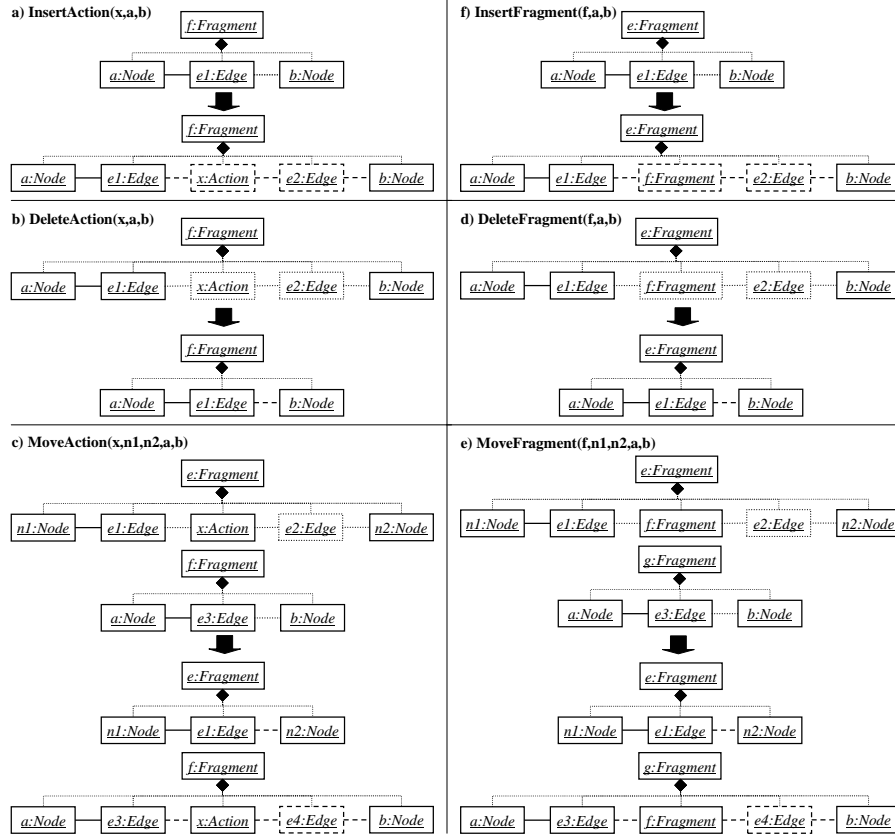 a) InsertAction(x,a,b)
f:Fragment
a:Node e1:Edge b:Node
f:Fragment
a:Node e1:Edge x:Action e2:Edge b:Node
b) DeleteAction(x,a,b)
f:Fragment
a:Node e1:Edge x:Action e2:Edge b:Node
f:Fragment
a:Node e1:Edge b:Node
c) MoveAction(x,n1,n2,a,b)
e:Fragment
n1:Node e1:Edge x:Action e2:Edge n2:Node
f:Fragment
a:Node e3:Edge b:Node
e:Fragment
n1:Node e1:Edge n2:Node
f:Fragment
a:Node e3:Edge x:Action e4:Edge b:Node
f) InsertFragment(f,a,b)
e:Fragment
a:Node e1:Edge b:Node
e:Fragment
a:Node e1:Edge f:Fragment e2:Edge b:Node
d) DeleteFragment(f,a,b)
e:Fragment
a:Node e1:Edge f:Fragment e2:Edge b:Node
e:Fragment
a:Node e1:Edge b:Node
e) MoveFragment(f,n1,n2,a,b)
e:Fragment
n1:Node e1:Edge f:Fragment e2:Edge n2:Node
g:Fragment
a:Node e3:Edge b:Node
e:Fragment
n1:Node e1:Edge n2:Node
g:Fragment
a:Node e3:Edge f:Fragment e4:Edge b:Node